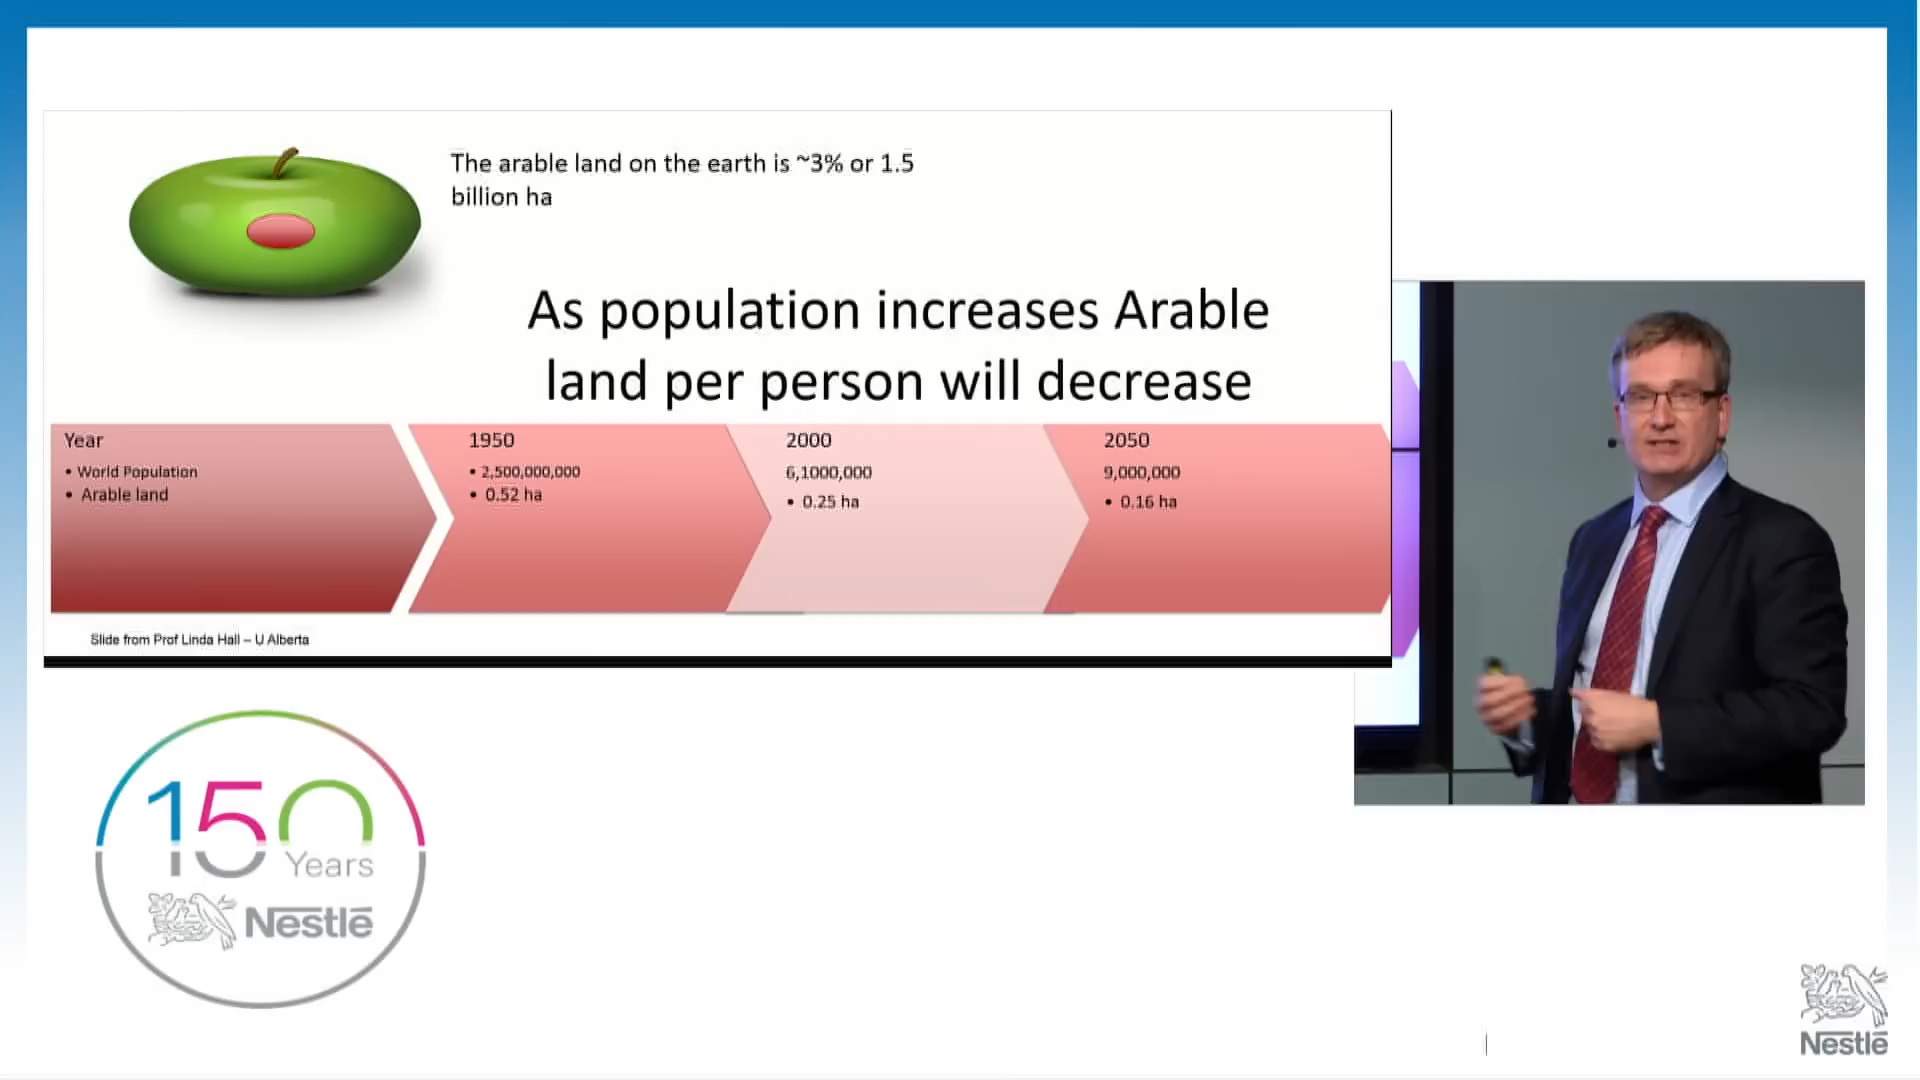 The arable land on the earth is ~3% or 1.5
billion ha
As population increases Arable
land per person will decrease
Year
• World Population
• Arable land
1950
• 2,500,000,000
• 0.52 ha
2000
6,1000,000
• 0.25 ha
2050
9,000,000
• 0.16 ha
Slide from Prof Linda Hall – U Alberta
150
Years
Nestlé
Nestlé